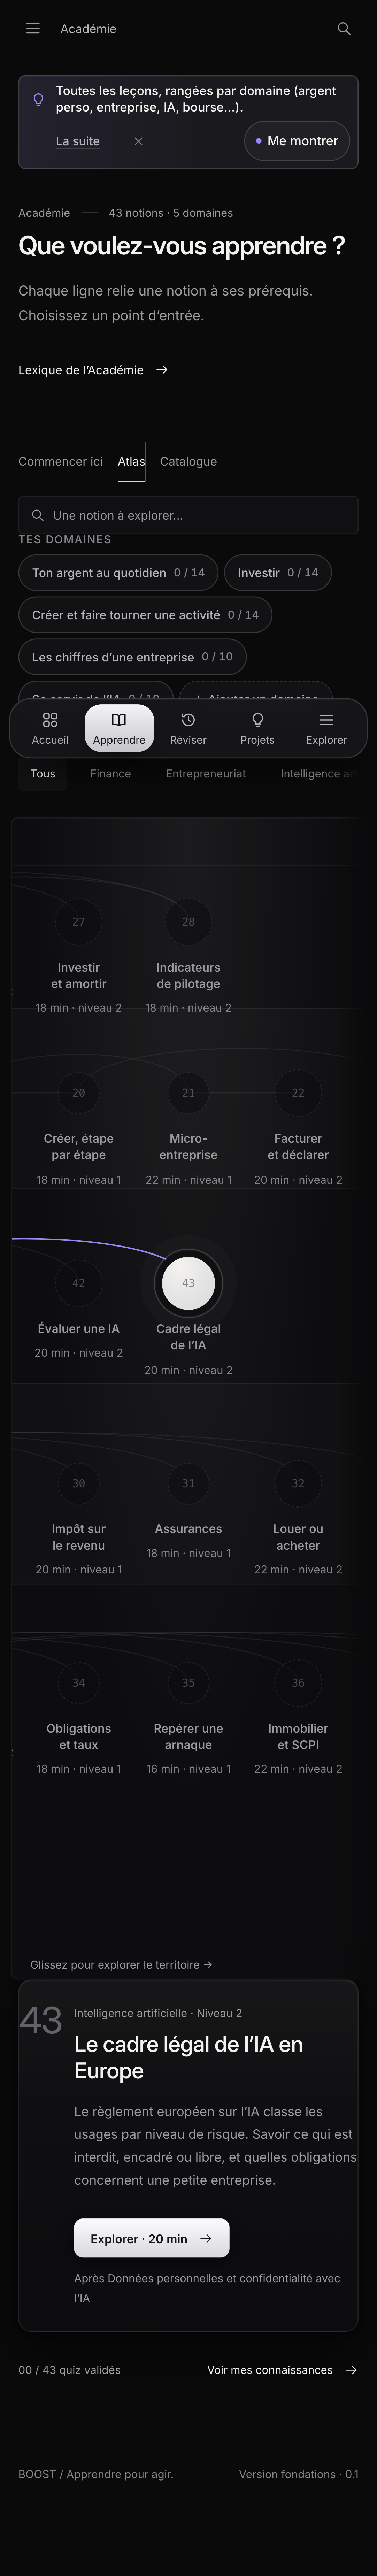 Académie
Toutes les leçons, rangées par domaine (argent
perso, entreprise, IA, bourse…).
La suite
Me montrer
Académie — 43 notions · 5 domaines
Que voulez-vous apprendre ?
Chaque ligne relie une notion à ses prérequis.
Choisissez un point d’entrée.
Lexique de l’Académie →
Commencer ici Atlas Catalogue
Une notion à explorer…
TES DOMAINES
Ton argent au quotidien 0 / 14 Investir 0 / 14
Créer et faire tourner une activité 0 / 14
Les chiffres d’une entreprise 0 / 10
Accueil Apprendre Réviser Projets Explorer
Tous Finance Entrepreneuriat Intelligence
27 28
Investir
et amortir
Indicateurs
de pilotage
18 min · niveau 2 18 min · niveau 2
20 21 22
Créer, étape
par étape
Micro-
entreprise
Facturer
et déclarer
18 min · niveau 1 22 min · niveau 1 20 min · niveau 2
42 43
Évaluer une IA
20 min · niveau 2
Cadre légal
de l’IA
20 min · niveau 2
30 31 32
Impôt sur
le revenu
20 min · niveau 1
Assurances
18 min · niveau 1
Louer ou
acheter
22 min · niveau 2
34 35 36
Obligations
et taux
Repérer une
arnaque
Immobilier
et SCPI
18 min · niveau 1 16 min · niveau 1 22 min · niveau 2
Glissez pour explorer le territoire →
43
Intelligence artificielle · Niveau 2
Le cadre légal de l’IA en
Europe
Le règlement européen sur l’IA classe les
usages par niveau de risque. Savoir ce qui est
interdit, encadré ou libre, et quelles obligations
concernent une petite entreprise.
Explorer · 20 min →
Après Données personnelles et confidentialité avec
l’IA
00 / 43 quiz validés Voir mes connaissances →
BOOST / Apprendre pour agir. Version fondations · 0.1